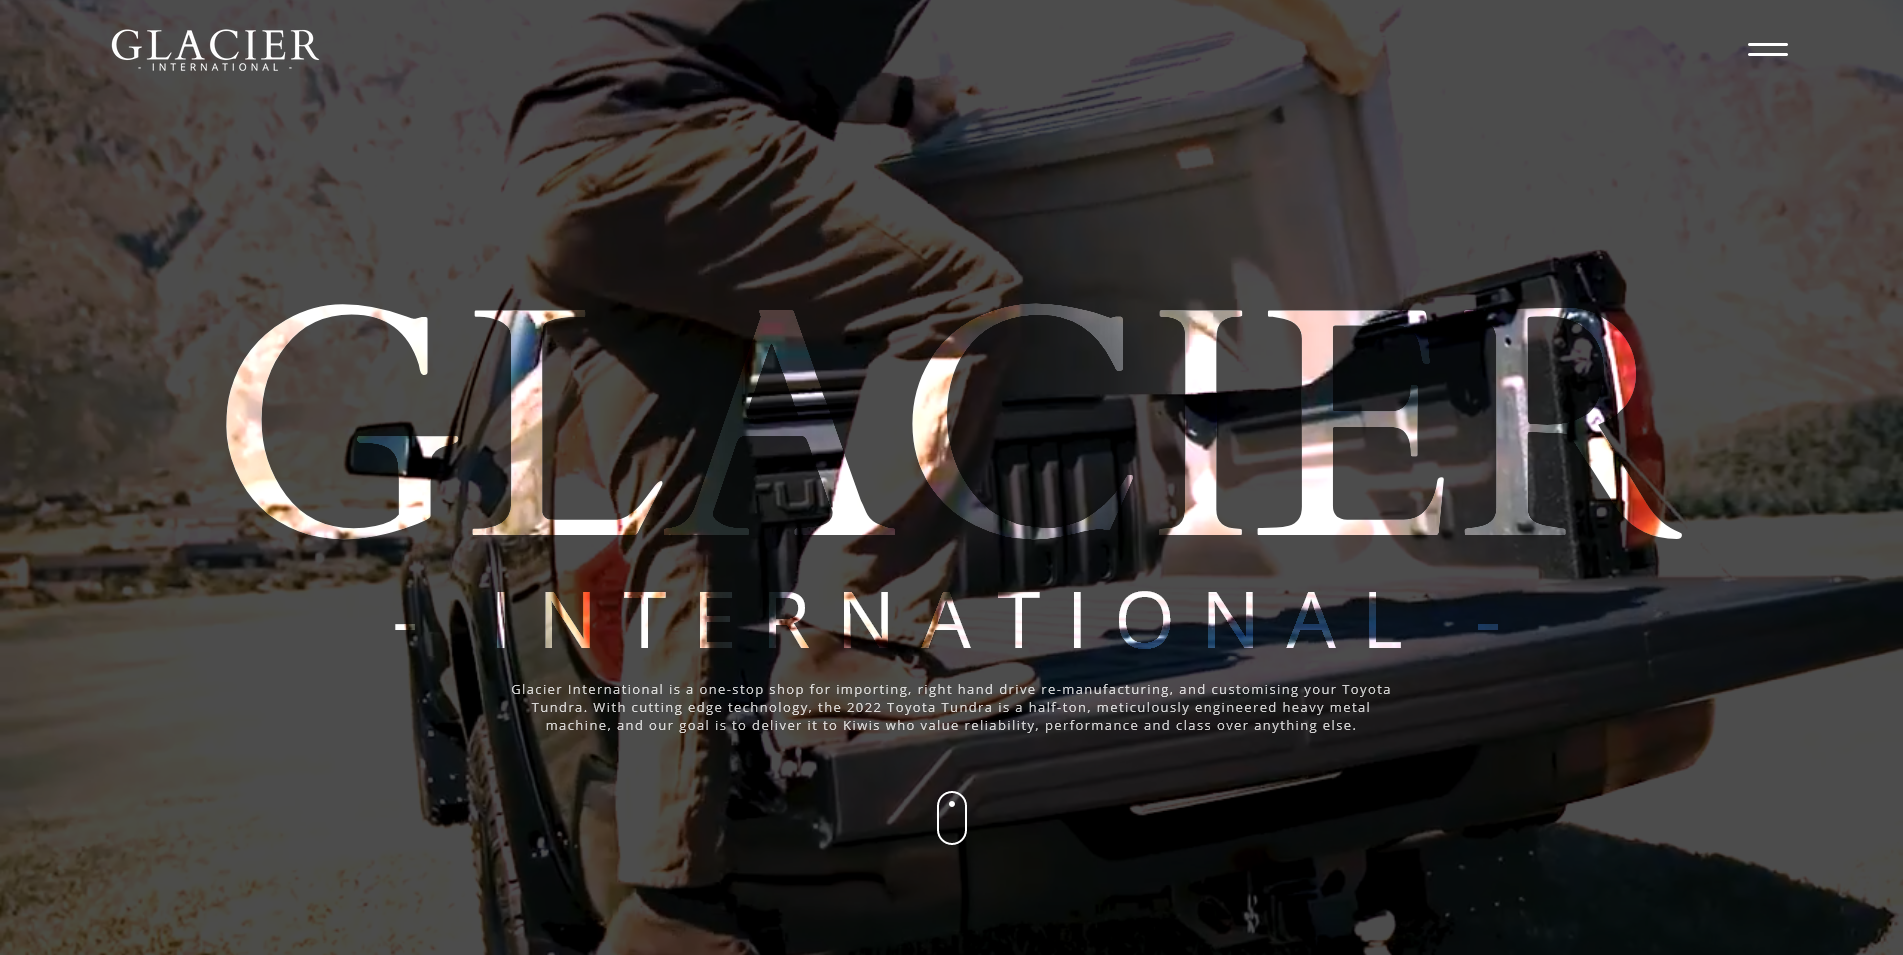 GLACIER
- INTERNATIONAL -
GLACIER
- INTERNATIONAL -
Glacier International is a one-stop shop for importing, right hand drive re-manufacturing, and customising your Toyota
Tundra. With cutting edge technology, the 2022 Toyota Tundra is a half-ton, meticulously engineered heavy metal
machine, and our goal is to deliver it to Kiwis who value reliability, performance and class over anything else.